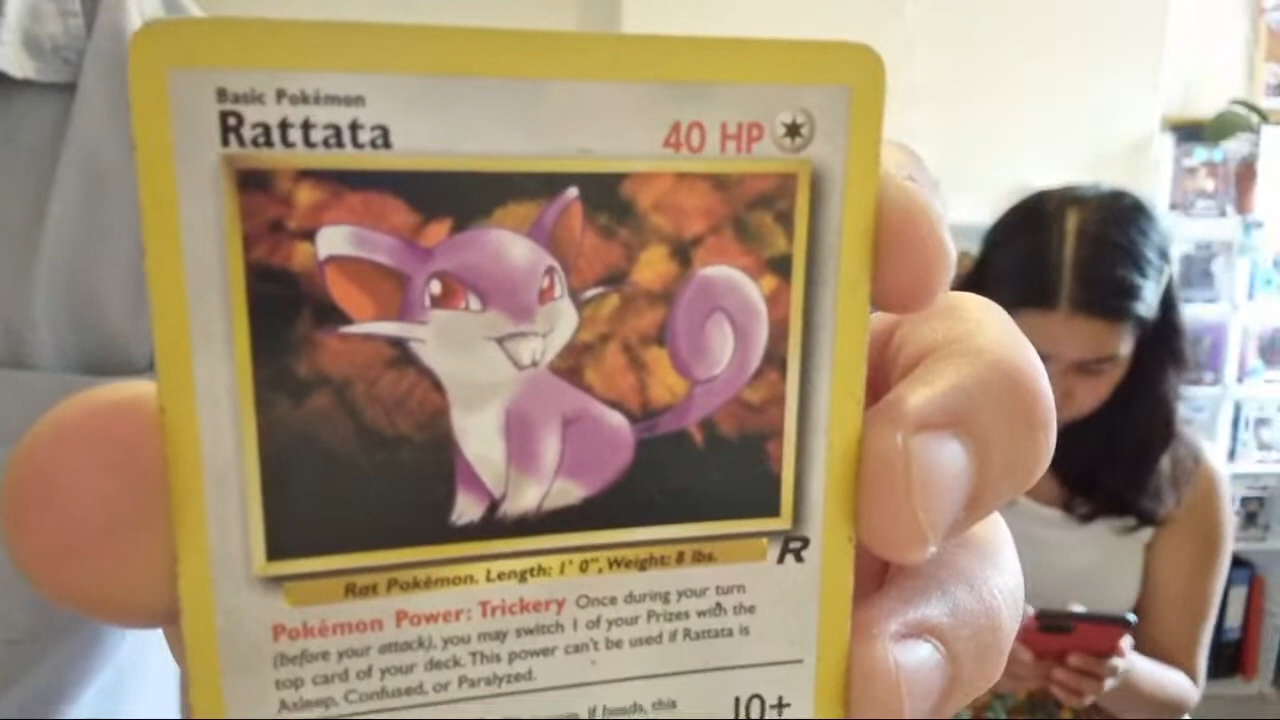 Basic Pokémon
Rattata 40 HP
Rat Pokémon. Length: 1' 0", Weight: 8 lbs.
R
Pokémon Power: Trickery Once during your turn
(before your attack), you may switch 1 of your Prizes with the
top card of your deck. This power can't be used if Rattata is
Asleep, Confused, or Paralyzed.
if heads, this
10+